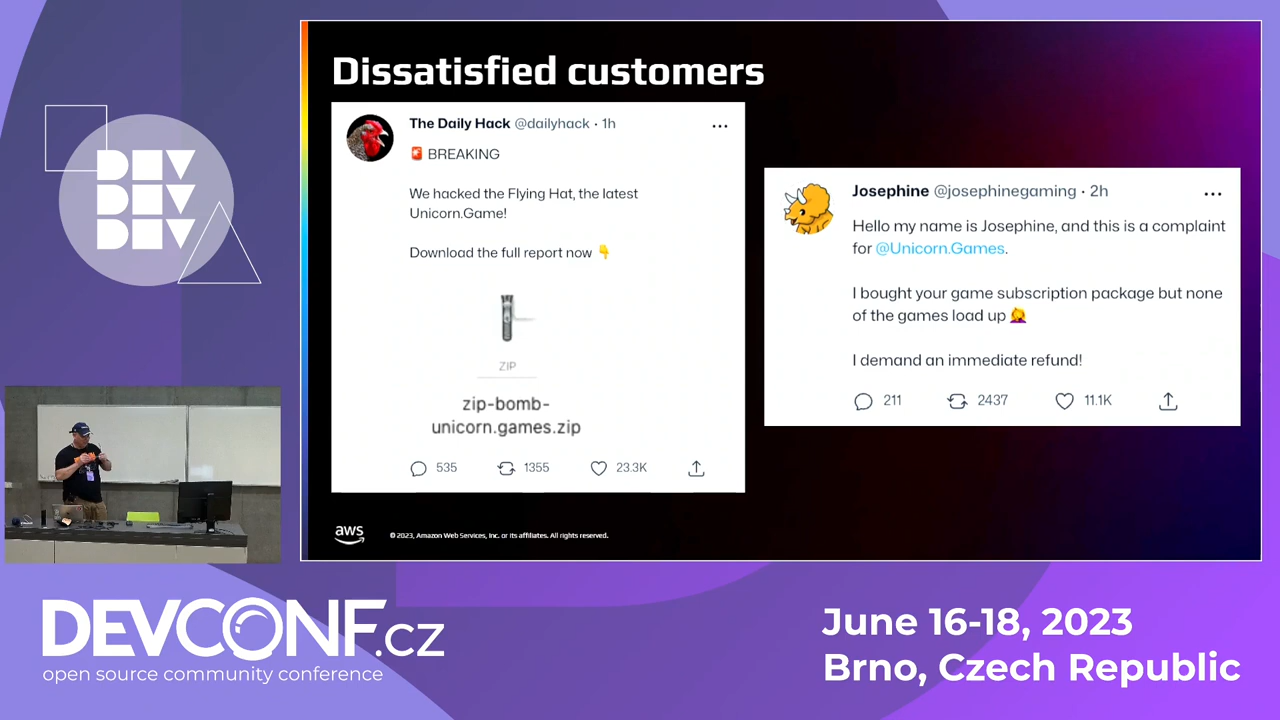 DEV
DEV
DEV
Dissatisfied customers
The Daily Hack @dailyhack · 1h
🚨 BREAKING
We hacked the Flying Hat, the latest
Unicorn.Game!
Download the full report now 👇
ZIP
zip-bomb-
unicorn.games.zip
535 1355 23.3K
Josephine @josephinegaming · 2h
Hello my name is Josephine, and this is a complaint
for @Unicorn.Games.
I bought your game subscription package but none
of the games load up 🤦‍♀️
I demand an immediate refund!
211 2437 11.1K
aws
© 2023, Amazon Web Services, Inc. or its affiliates. All rights reserved.
DEVCONF.cz
open source community conference
June 16-18, 2023
Brno, Czech Republic